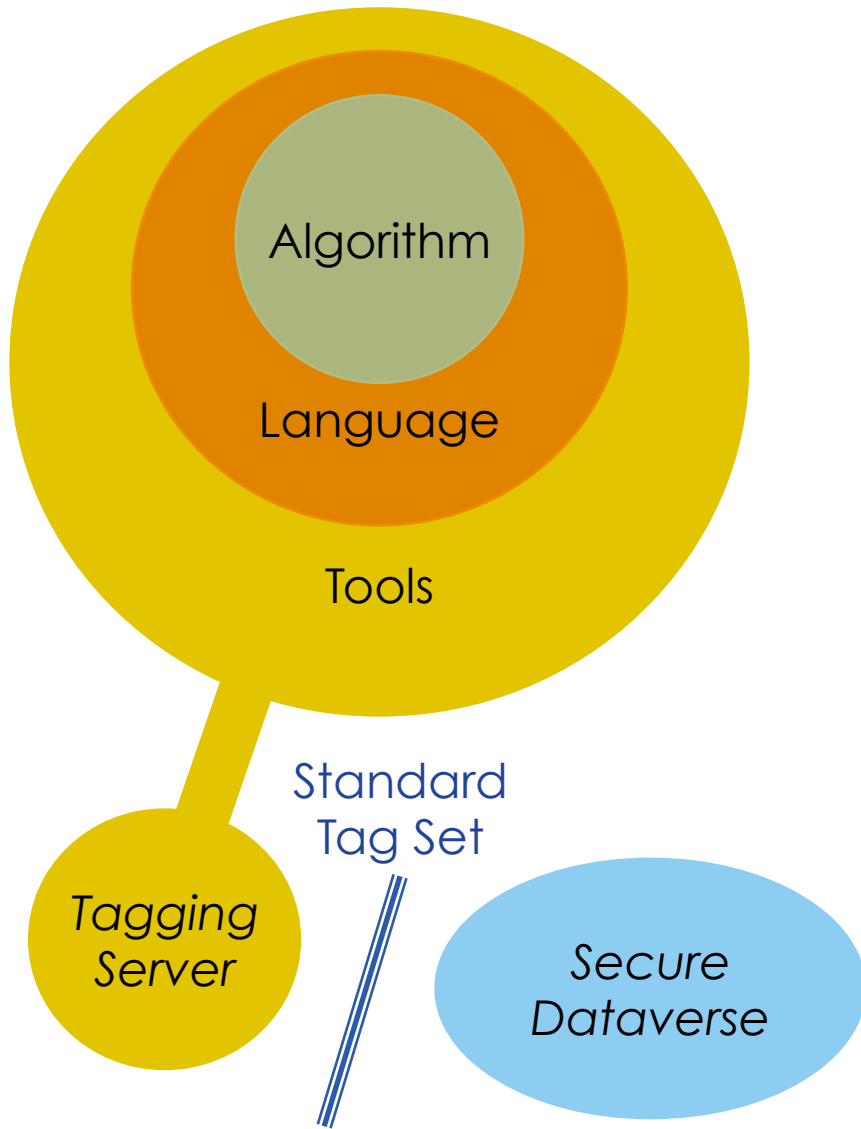 Algorithm
Language
Tools
Standard
Tag Set
Tagging
Server
Secure
Dataverse